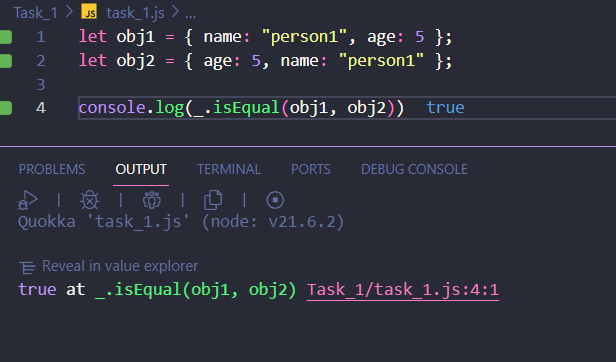 Task_1 > JS task_1.js > ...
1 let obj1 = { name: "person1", age: 5 };
2 let obj2 = { age: 5, name: "person1" };
3
4 console.log(_.isEqual(obj1, obj2)) true
PROBLEMS OUTPUT TERMINAL PORTS DEBUG CONSOLE
Quokka 'task_1.js' (node: v21.6.2)
Reveal in value explorer
true at _.isEqual(obj1, obj2) Task_1/task_1.js:4:1